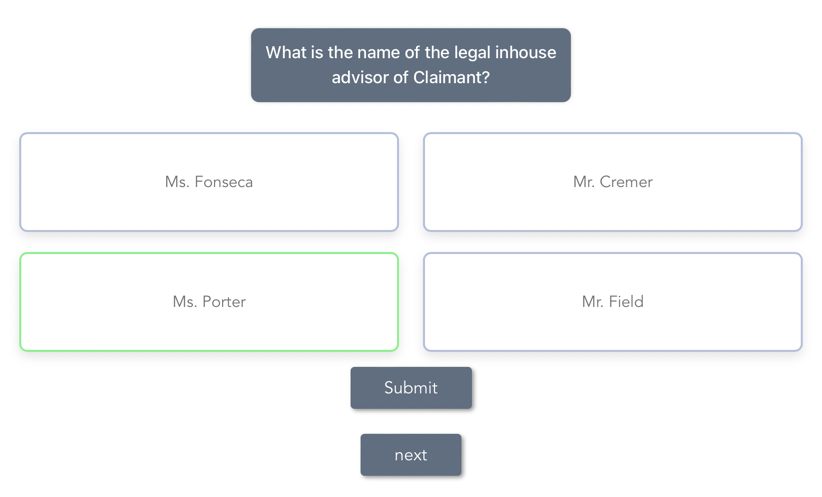 What is the name of the legal inhouse
advisor of Claimant?
Ms. Fonseca
Mr. Cremer
Ms. Porter
Mr. Field
Submit
next